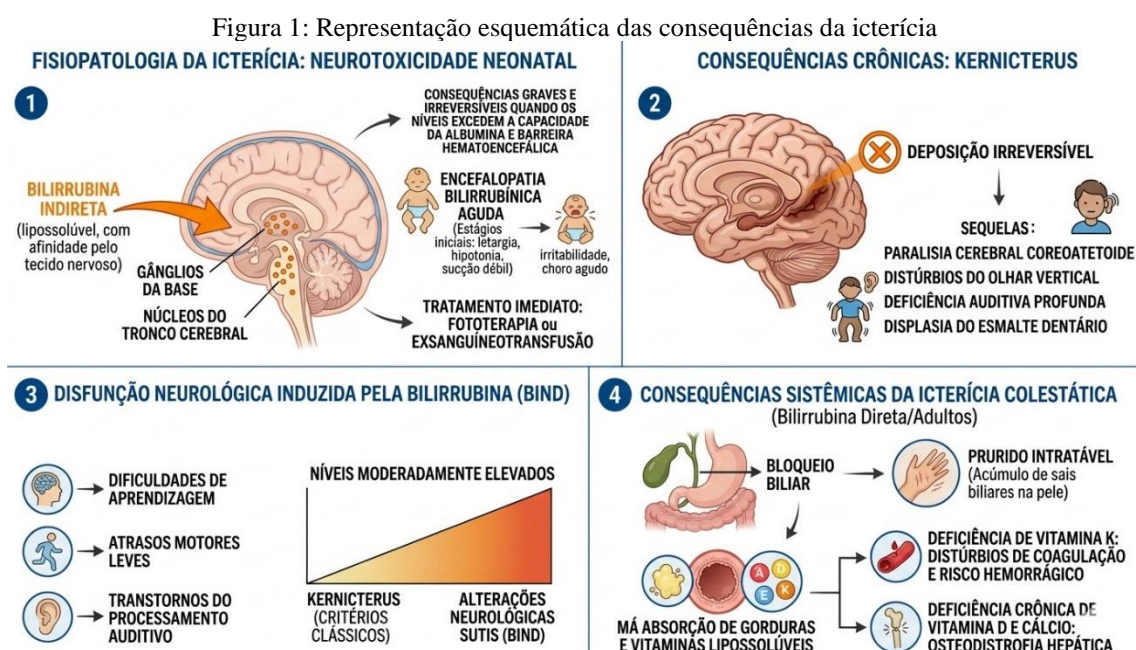 Figura 1: Representação esquemática das consequências da icterícia
FISIOPATOLOGIA DA ICTERÍCIA: NEUROTOXICIDADE NEONATAL
1
CONSEQUÊNCIAS GRAVES E
IRREVERSÍVEIS QUANDO OS
NÍVEIS EXCEDEM A CAPACIDADE
DA ALBUMINA E BARREIRA
HEMATOENCEFÁLICA
BILIRRUBINA
INDIRETA
(lipossolúvel, com
afinidade pelo
tecido nervoso)
GÂNGLIOS
DA BASE
NÚCLEOS DO
TRONCO CEREBRAL
ENCEFALOPATIA
BILIRRUBÍNICA
AGUDA
(Estágios
iniciais: letargia,
hipotonia,
sucção débil)
irritabilidade,
choro agudo
TRATAMENTO IMEDIATO:
FOTOTERAPIA ou
EXSANGUÍNEOTRANSFUSÃO
CONSEQUÊNCIAS CRÔNICAS: KERNICTERUS
2
DEPOSIÇÃO IRREVERSÍVEL
SEQUELAS:
PARALISIA CEREBRAL COREOATETOIDE
DISTÚRBIOS DO OLHAR VERTICAL
DEFICIÊNCIA AUDITIVA PROFUNDA
DISPLASIA DO ESMALTE DENTÁRIO
3 DISFUNÇÃO NEUROLÓGICA INDUZIDA PELA BILIRRUBINA (BIND)
DIFICULDADES DE
APRENDIZAGEM
ATRASOS MOTORES
LEVES
TRANSTORNOS DO
PROCESSAMENTO
AUDITIVO
NÍVEIS MODERADAMENTE ELEVADOS
KERNICTERUS
(CRITÉRIOS
CLÁSSICOS)
ALTERAÇÕES
NEUROLÓGICAS
SUTIS (BIND)
4 CONSEQUÊNCIAS SISTÊMICAS DA ICTERÍCIA COLESTÁTICA
(Bilirrubina Direta/Adultos)
BLOQUEIO
BILIAR
PRURIDO INTRATÁVEL
(Acúmulo de sais
biliares na pele)
A D
E K
MÁ ABSORÇÃO DE GORDURAS
E VITAMINAS LIPOSSOLÚVEIS
DEFICIÊNCIA DE VITAMINA K:
DISTÚRBIOS DE COAGULAÇÃO
E RISCO HEMORRÁGICO
DEFICIÊNCIA CRÔNICA DE
VITAMINA D E CÁLCIO:
OSTEODISTROFIA HEPÁTICA